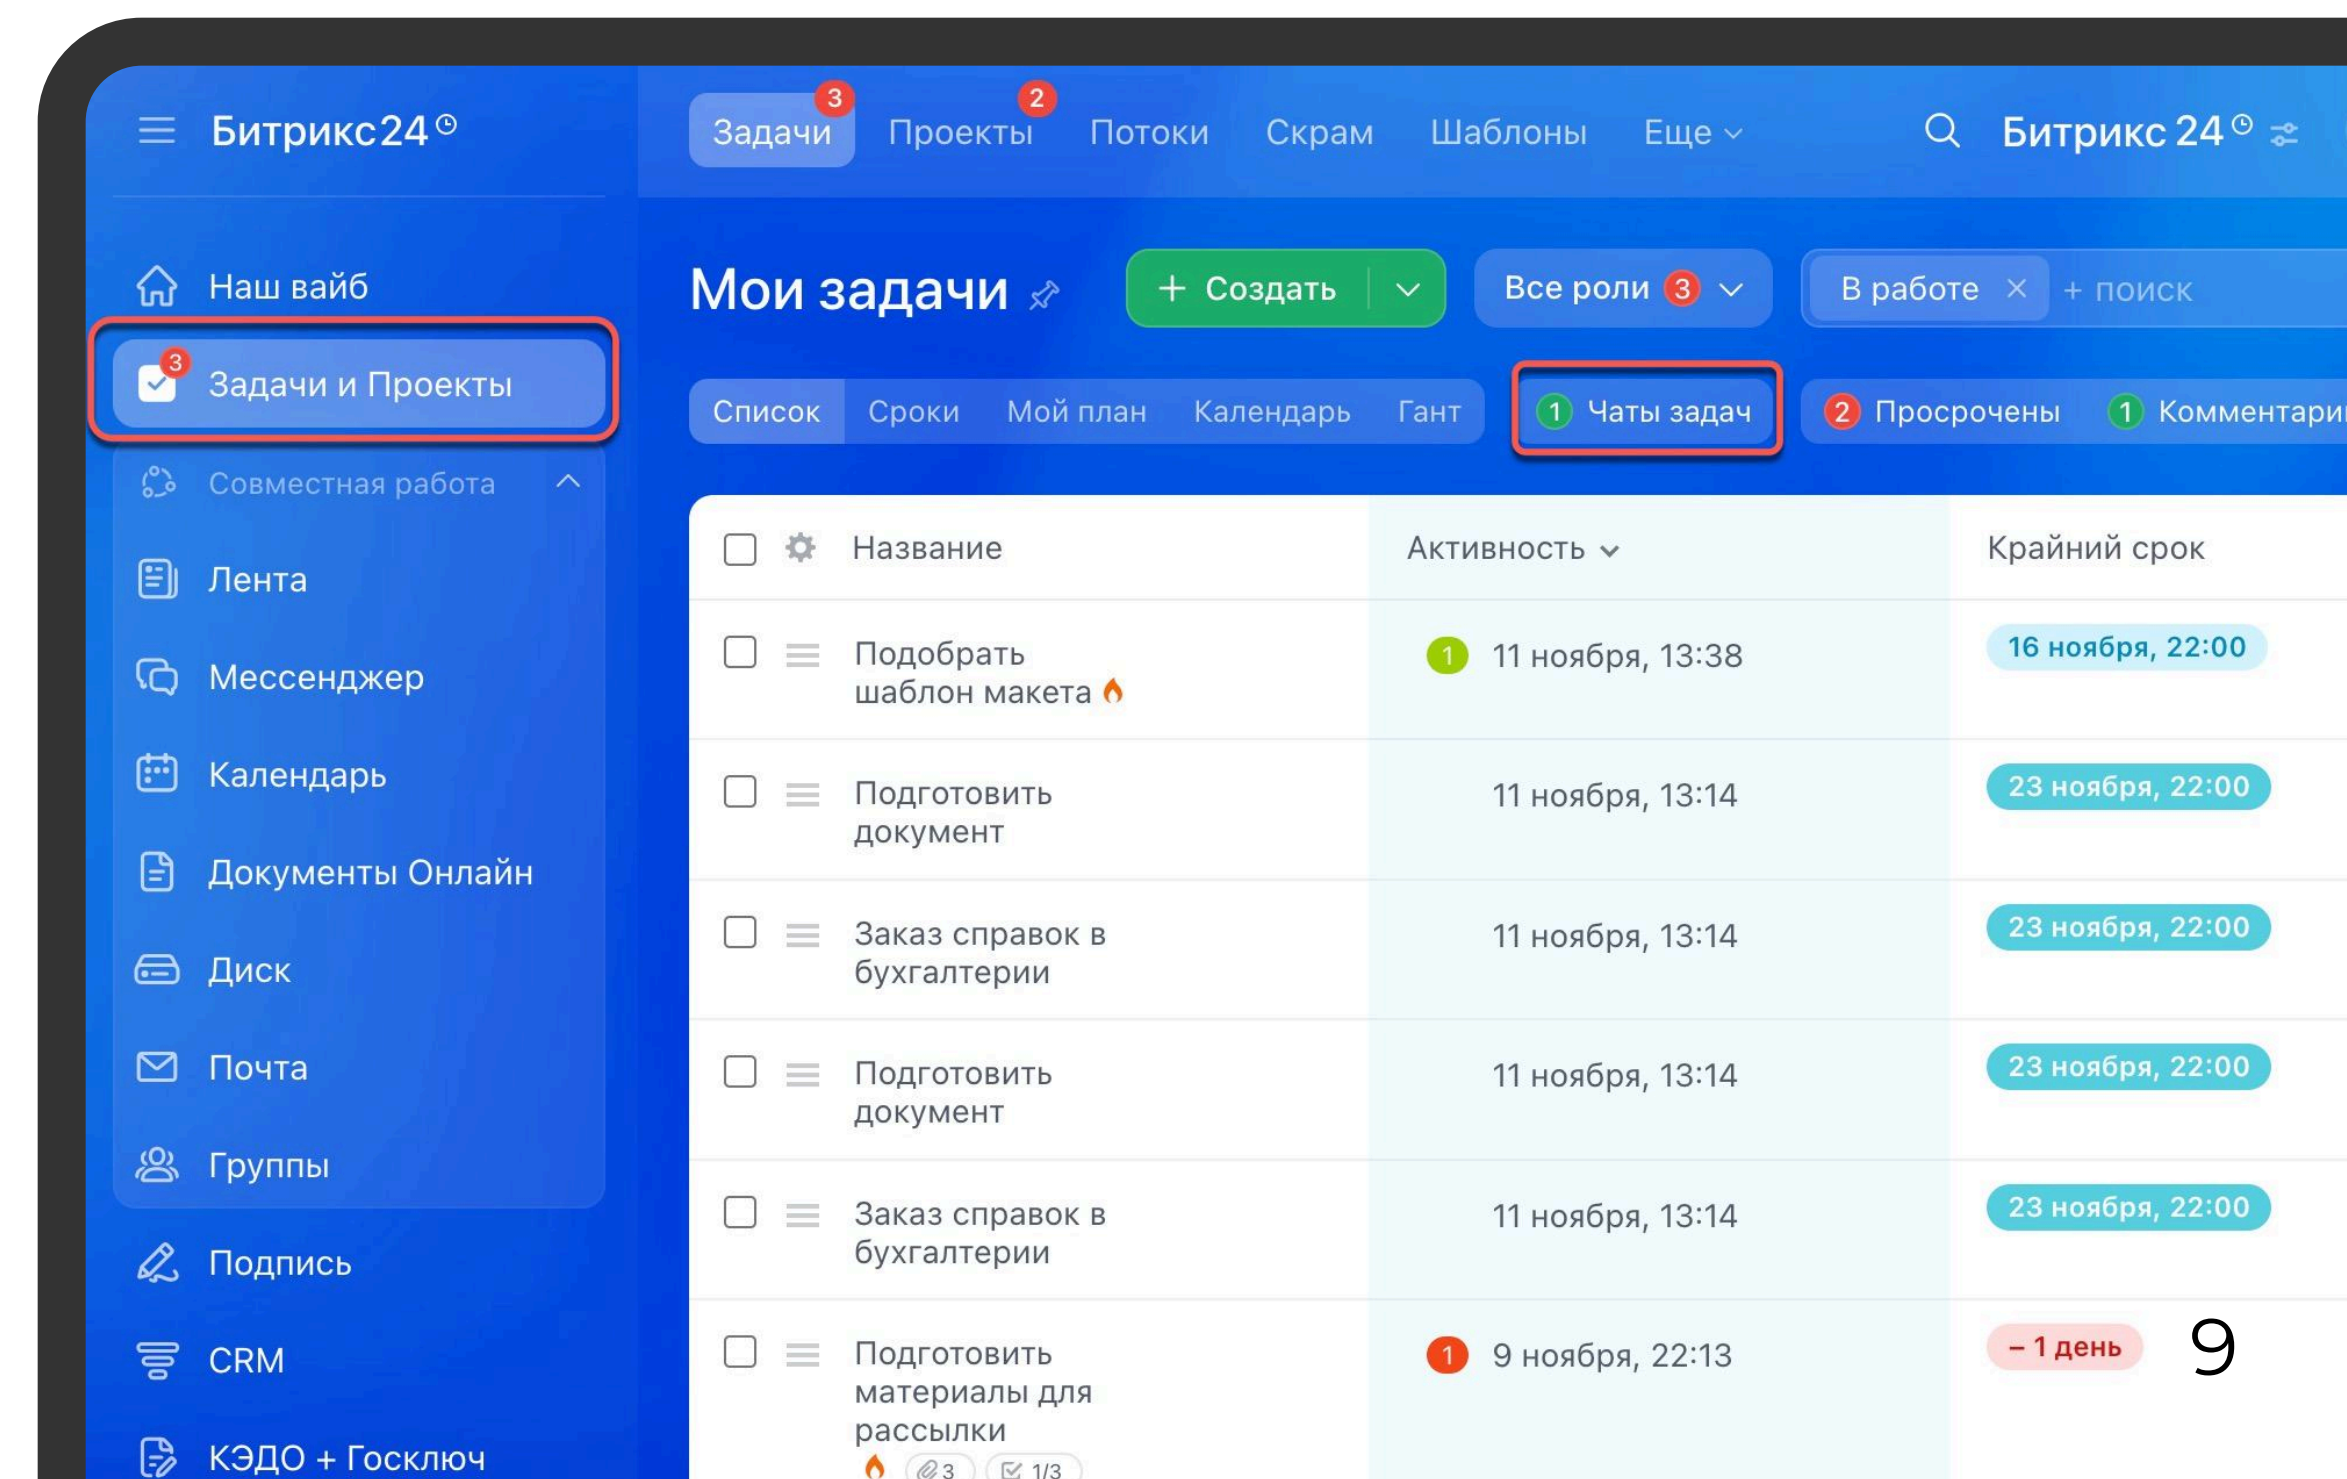 Битрикс24
3
2
Задачи Проекты Потоки Скрам Шаблоны Еще
Битрикс 24
Наш вайб
3
Задачи и Проекты
Совместная работа
Лента
Мессенджер
Календарь
Документы Онлайн
Диск
Почта
Группы
Подпись
CRM
КЭДО + Госключ
Мои задачи + Создать Все роли 3 В работе × + поиск
Список Сроки Мой план Календарь Гант 1 Чаты задач 2 Просрочены 1 Комментарии
Название Активность Крайний срок
Подобрать
шаблон макета
1 11 ноября, 13:38 16 ноября, 22:00
Подготовить
документ
11 ноября, 13:14 23 ноября, 22:00
Заказ справок в
бухгалтерии
11 ноября, 13:14 23 ноября, 22:00
Подготовить
документ
11 ноября, 13:14 23 ноября, 22:00
Заказ справок в
бухгалтерии
11 ноября, 13:14 23 ноября, 22:00
Подготовить
материалы для
рассылки
3 1/3
1 9 ноября, 22:13 – 1 день
9